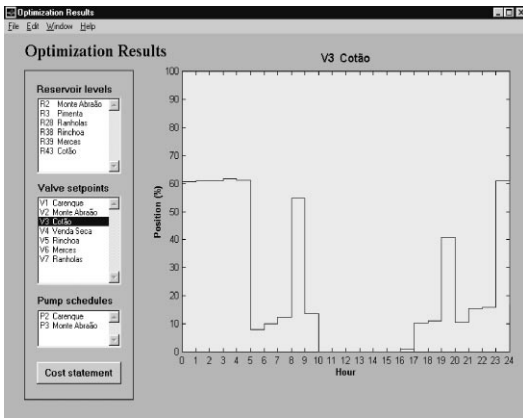 Optimization Results
File Edit Window Help
Optimization Results
Reservoir levels
R2 Monte Abraão
R3 Pimenta
R28 Ranholas
R38 Rinchoa
R39 Merces
R43 Cotão
Valve setpoints
V1 Carenque
V2 Monte Abraão
V3 Cotão
V4 Venda Seca
V5 Rinchoa
V6 Merces
V7 Ranholas
Pump schedules
P2 Carenque
P3 Monte Abraão
Cost statement
V3 Cotão
100
90
80
70
60
50
40
30
20
10
0
Position (%)
0 1 2 3 4 5 6 7 8 9 10 11 12 13 14 15 16 17 18 19 20 21 22 23 24
Hour